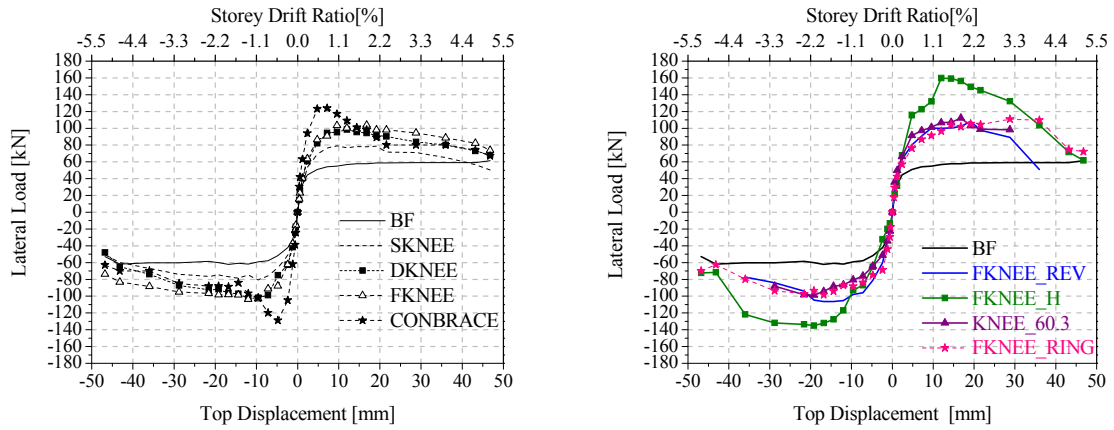 Storey Drift Ratio[%]
-5.5 -4.4 -3.3 -2.2 -1.1 0.0 1.1 2.2 3.3 4.4 5.5
180
160
140
120
100
80
60
40
20
0
-20
-40
-60
-80
-100
-120
-140
-160
-180
Lateral Load [kN]
BF
SKNEE
DKNEE
FKNEE
CONBRACE
-50 -40 -30 -20 -10 0 10 20 30 40 50
Top Displacement [mm]
Storey Drift Ratio[%]
-5.5 -4.4 -3.3 -2.2 -1.1 0.0 1.1 2.2 3.3 4.4 5.5
180
160
140
120
100
80
60
40
20
0
-20
-40
-60
-80
-100
-120
-140
-160
-180
Lateral Load [kN]
BF
FKNEE_REV
FKNEE_H
KNEE_60.3
FKNEE_RING
-50 -40 -30 -20 -10 0 10 20 30 40 50
Top Displacement [mm]